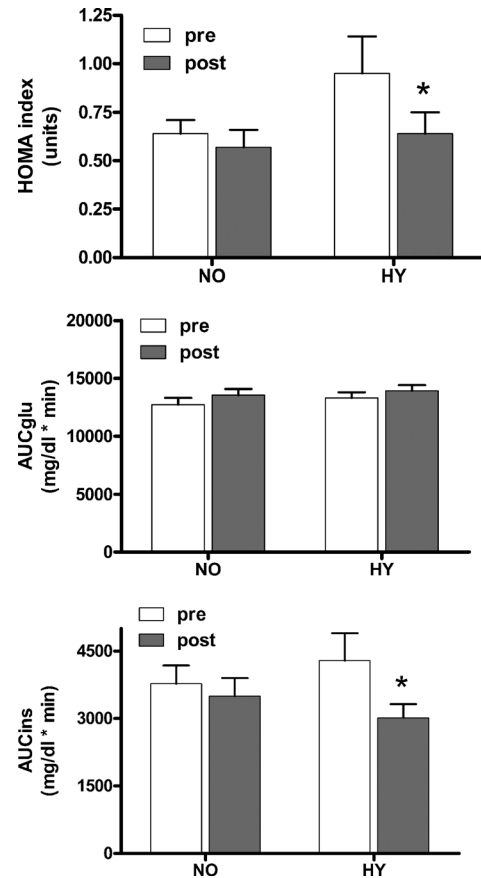 HOMA index
(units)
1.25
1.00
0.75
0.50
0.25
0.00
pre
post
*
NO HY
AUCglu
(mg/dl * min)
20000
15000
10000
5000
0
pre
post
NO HY
AUCins
(mg/dl * min)
4500
3000
1500
0
pre
post
*
NO HY